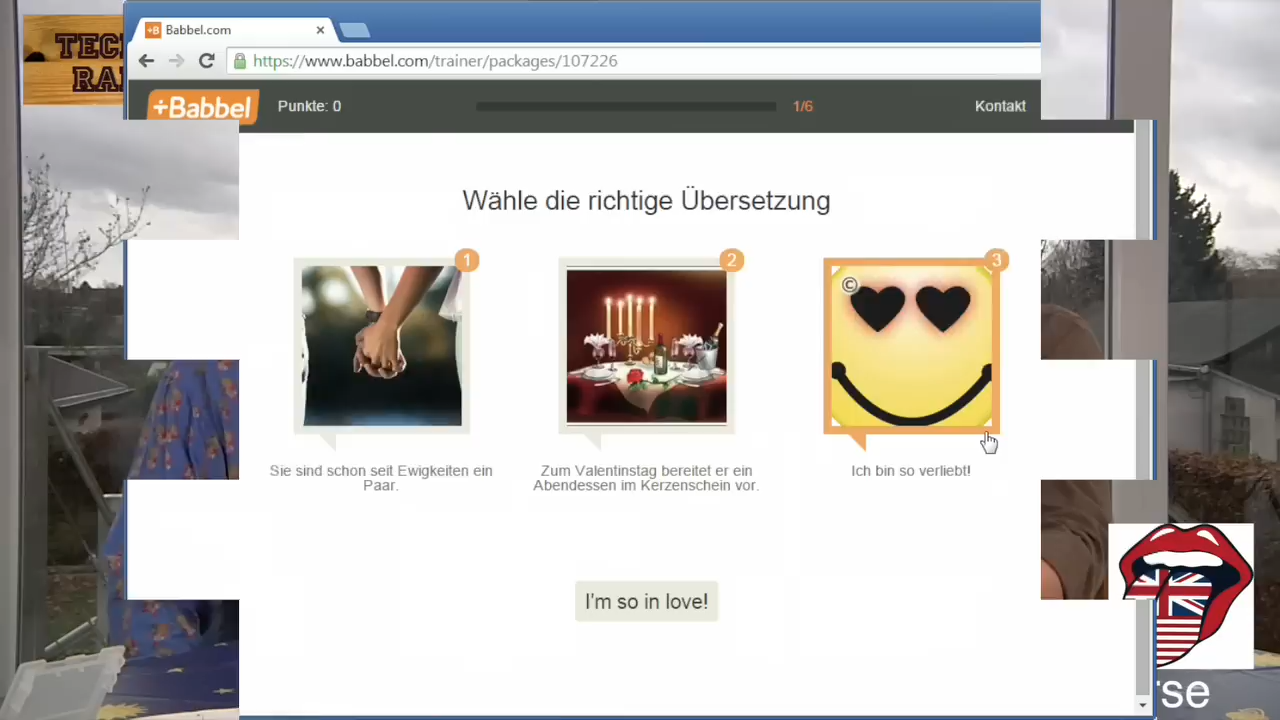 Babbel.com
https://www.babbel.com/trainer/packages/107226
+Babbel
Punkte: 0
1/6
Kontakt
Wähle die richtige Übersetzung
1
2
3
©
Sie sind schon seit Ewigkeiten ein
Paar.
Zum Valentinstag bereitet er ein
Abendessen im Kerzenschein vor.
Ich bin so verliebt!
I'm so in love!